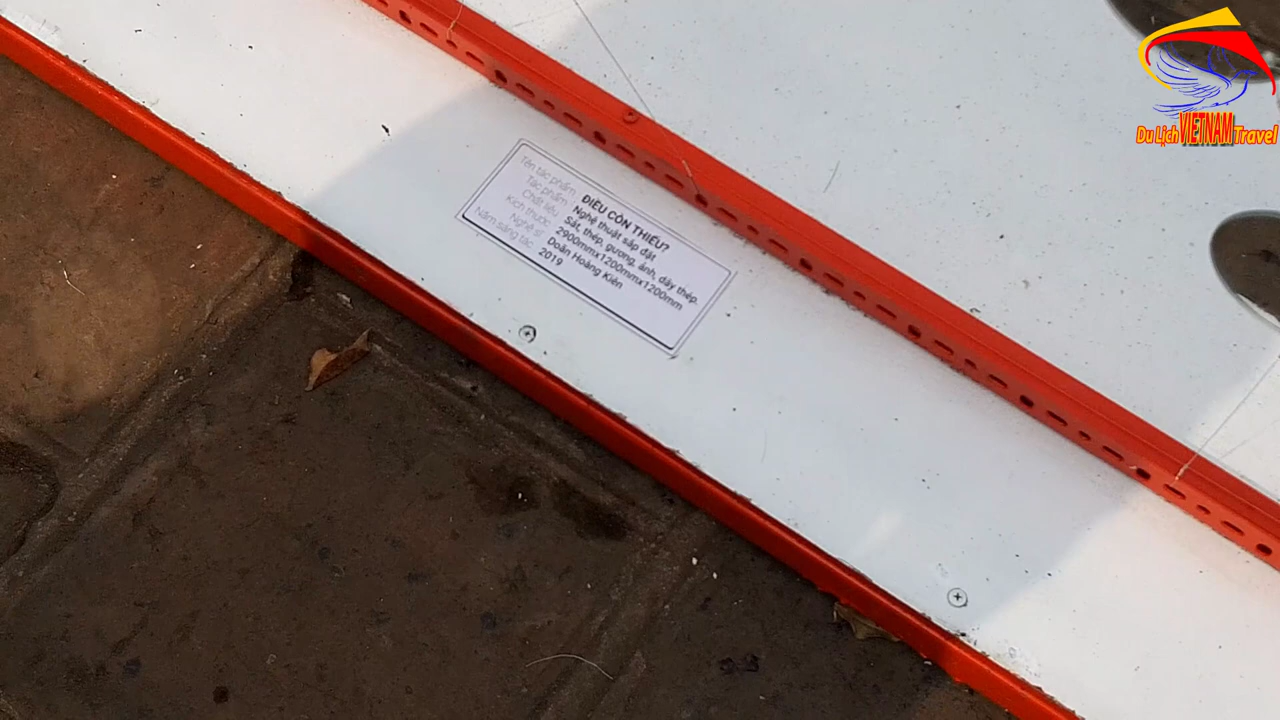 Tên tác phẩm ĐIỀU CÒN THIẾU?
Tác phẩm Nghệ thuật sắp đặt
Chất liệu Sắt, thép, gương, ảnh, dây thép.
Kích thước 2900mmx1200mmx1200mm
Nghệ sĩ Doãn Hoàng Kiên
Năm sáng tác 2019
Du Lịch VIETNAM Travel